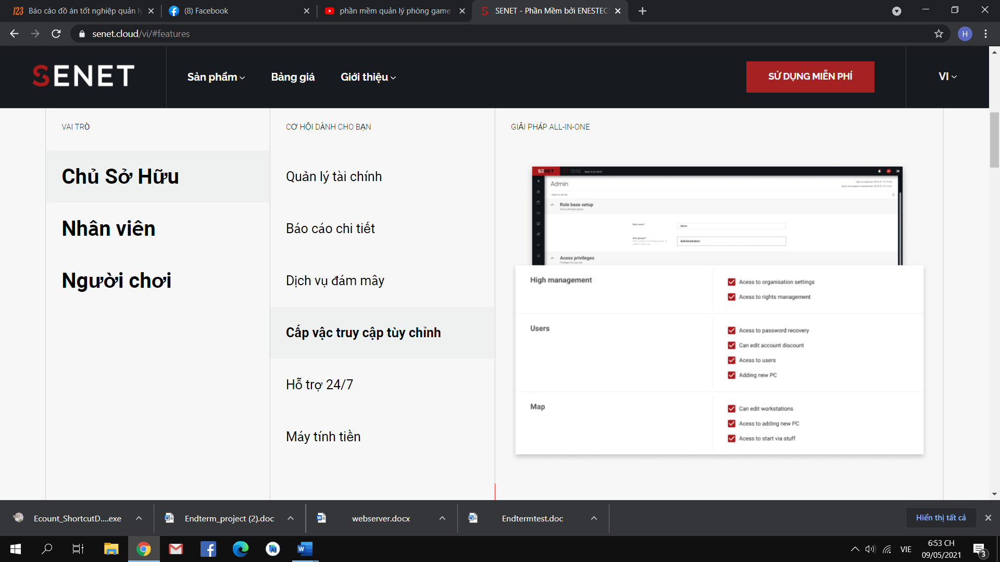 Báo cáo đồ án tốt nghiệp quản lý
(8) Facebook
phần mềm quản lý phòng game
SENET - Phần Mềm bởi ENESTEC
senet.cloud/vi/#features
H
SENET
Sản phẩm
Bảng giá
Giới thiệu
SỬ DỤNG MIỄN PHÍ
VI
VAI TRÒ
CƠ HỘI DÀNH CHO BẠN
GIẢI PHÁP ALL-IN-ONE
Chủ Sở Hữu
Nhân viên
Người chơi
Quản lý tài chính
Báo cáo chi tiết
Dịch vụ đám mây
Cấp vậc truy cập tùy chỉnh
Hỗ trợ 24/7
Máy tính tiền
SENET
22:05
Admin
Role base setup
Role name *
Admin
Administrator
Acess privileges
High management
Acess to organisation settings
Acess to rights management
Users
Acess to password recovery
Can edit account discount
Acess to users
Adding new PC
Map
Can edit workstations
Acess to adding new PC
Acess to start via stuff
Ecount_ShortcutD....exe
Endterm_project (2).doc
webserver.docx
Endtermtest.doc
Hiển thị tất cả
VIE
6:53 CH
09/05/2021
3